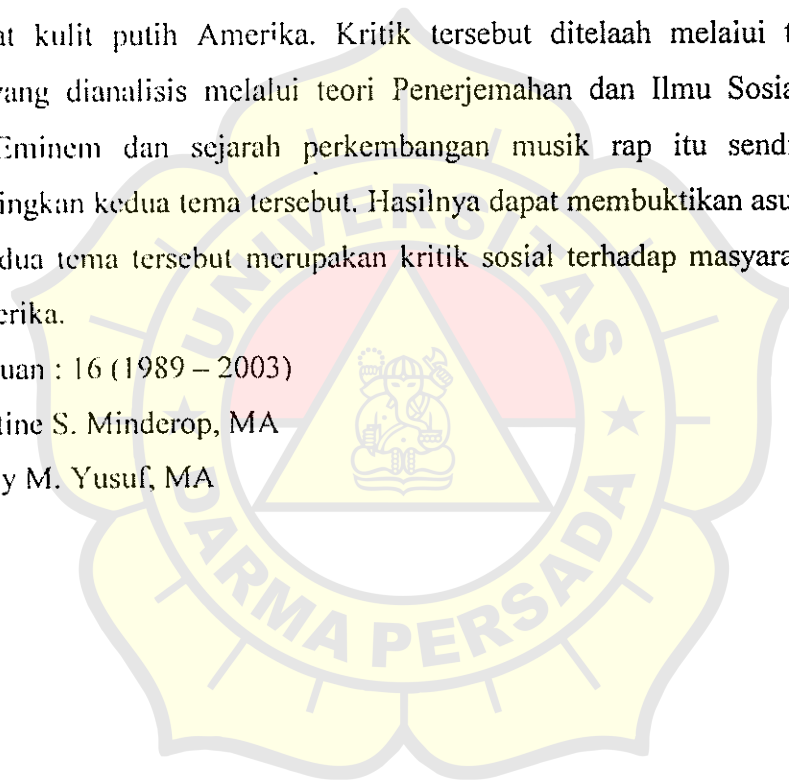 at kulit putih Amerika. Kritik tersebut ditelaah melalui t
yang dianalisis melalui teori Penerjemahan dan Ilmu Sosia
Eminem dan sejarah perkembangan musik rap itu sendi
ingkan kedua tema tersebut. Hasilnya dapat membuktikan asu
dua tema tersebut merupakan kritik sosial terhadap masyara
erika.
uan : 16 (1989 – 2003)
tine S. Minderop, MA
y M. Yusuf, MA
UNIVERSITAS
DARMA PERSADA